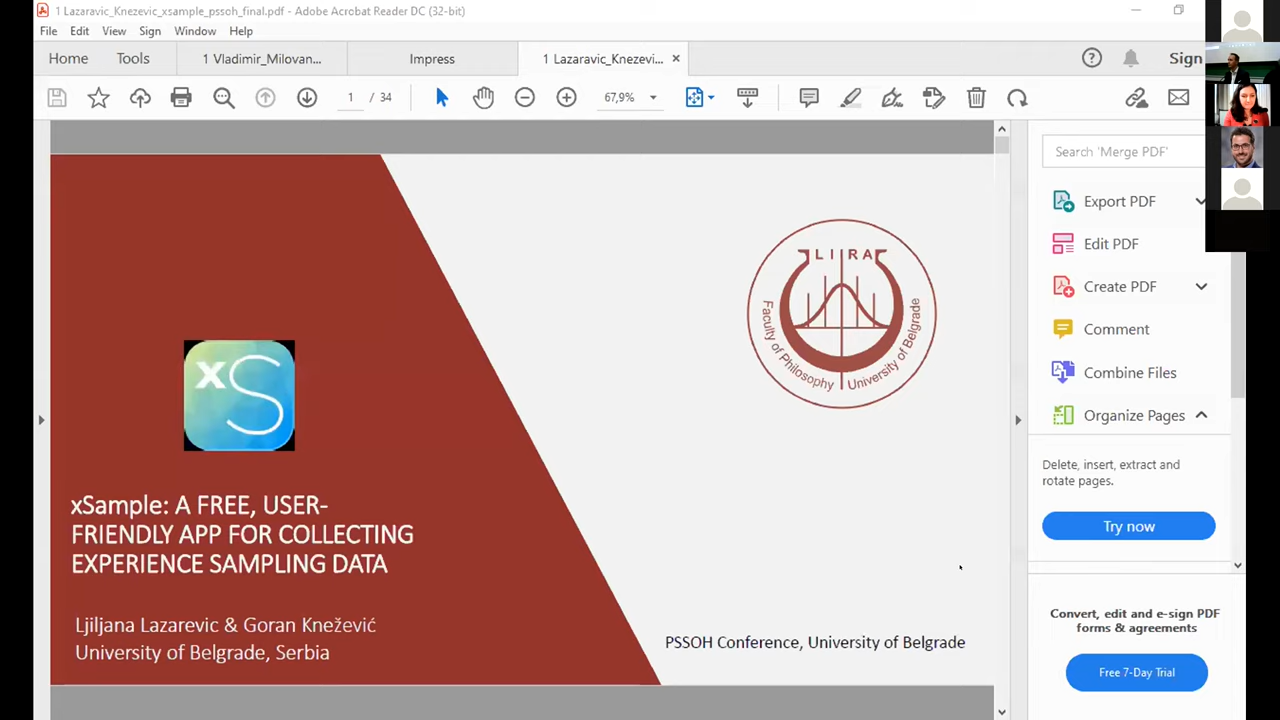 1 Lazaravic_Knezevic_xsample_pssoh_final.pdf - Adobe Acrobat Reader DC (32-bit)
File Edit View Sign Window Help
Home Tools 1 Vladimir_Milovan... Impress 1 Lazaravic_Knezevi... × Sign
1 / 34 67,9%
Search 'Merge PDF'
Export PDF
Edit PDF
Create PDF
Comment
Combine Files
Organize Pages
Delete, insert, extract and
rotate pages.
Try now
Convert, edit and e-sign PDF
forms & agreements
Free 7-Day Trial
LIRA
Faculty of Philosophy University of Belgrade
xS
xSample: A FREE, USER-
FRIENDLY APP FOR COLLECTING
EXPERIENCE SAMPLING DATA
Ljiljana Lazarevic & Goran Knežević
University of Belgrade, Serbia
PSSOH Conference, University of Belgrade